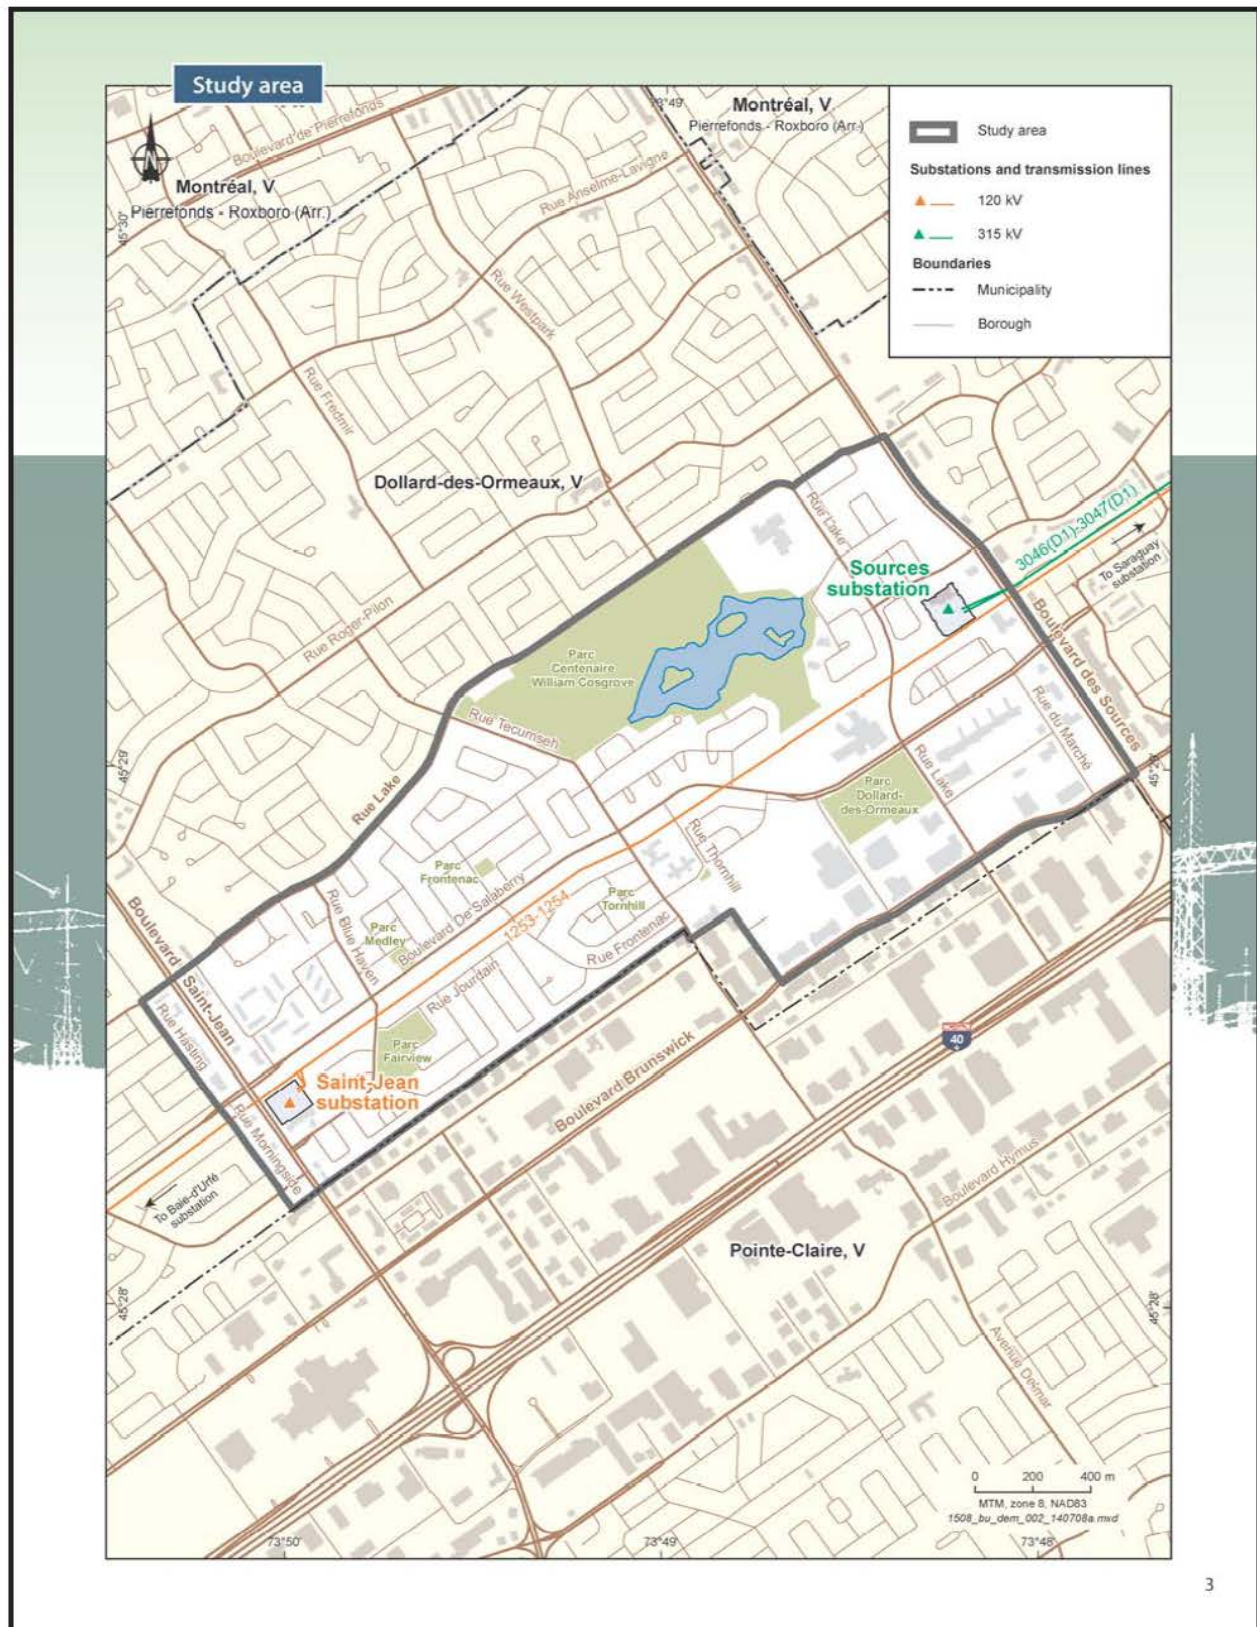 Study area
73°49
Montréal, V
Pierrefonds - Roxboro (Arr.)
Study area
Substations and transmission lines
120 kV
315 kV
Boundaries
Municipality
Borough
N
Boulevard de Pierrefonds
Montréal, V
Pierrefonds - Roxboro (Arr.)
45°30'
Rue Anselme-Lavigne
Rue Westpark
Rue Fredmir
Dollard-des-Ormeaux, V
Rue Lake
3046(D1)-3047(D1)
To Saraguay
substation
Sources
substation
Boulevard des Sources
Rue Roger-Pilon
Parc
Centenaire
William Cosgrove
Rue Tecumseh
Rue du Marché
45°29'
45°29'
Rue Lake
Rue Lake
Parc
Dollard-
des-Ormeaux
Rue Thornhill
Parc
Frontenac
Boulevard De Salaberry
1253-1254
Parc
Tornhill
Rue Blue Haven
Parc
Medley
Rue Frontenac
Boulevard Saint-Jean
Rue Jourdain
Rue Hasting
Parc
Fairview
40
Boulevard Brunswick
Saint-Jean
substation
Rue Morningside
To Baie-d'Urfé
substation
Boulevard Hymus
Pointe-Claire, V
45°28'
45°28'
Avenue Delmar
0 200 400 m
MTM, zone 8, NAD83
1508_bu_dem_002_140708a.mxd
73°50'
73°49
73°48
3